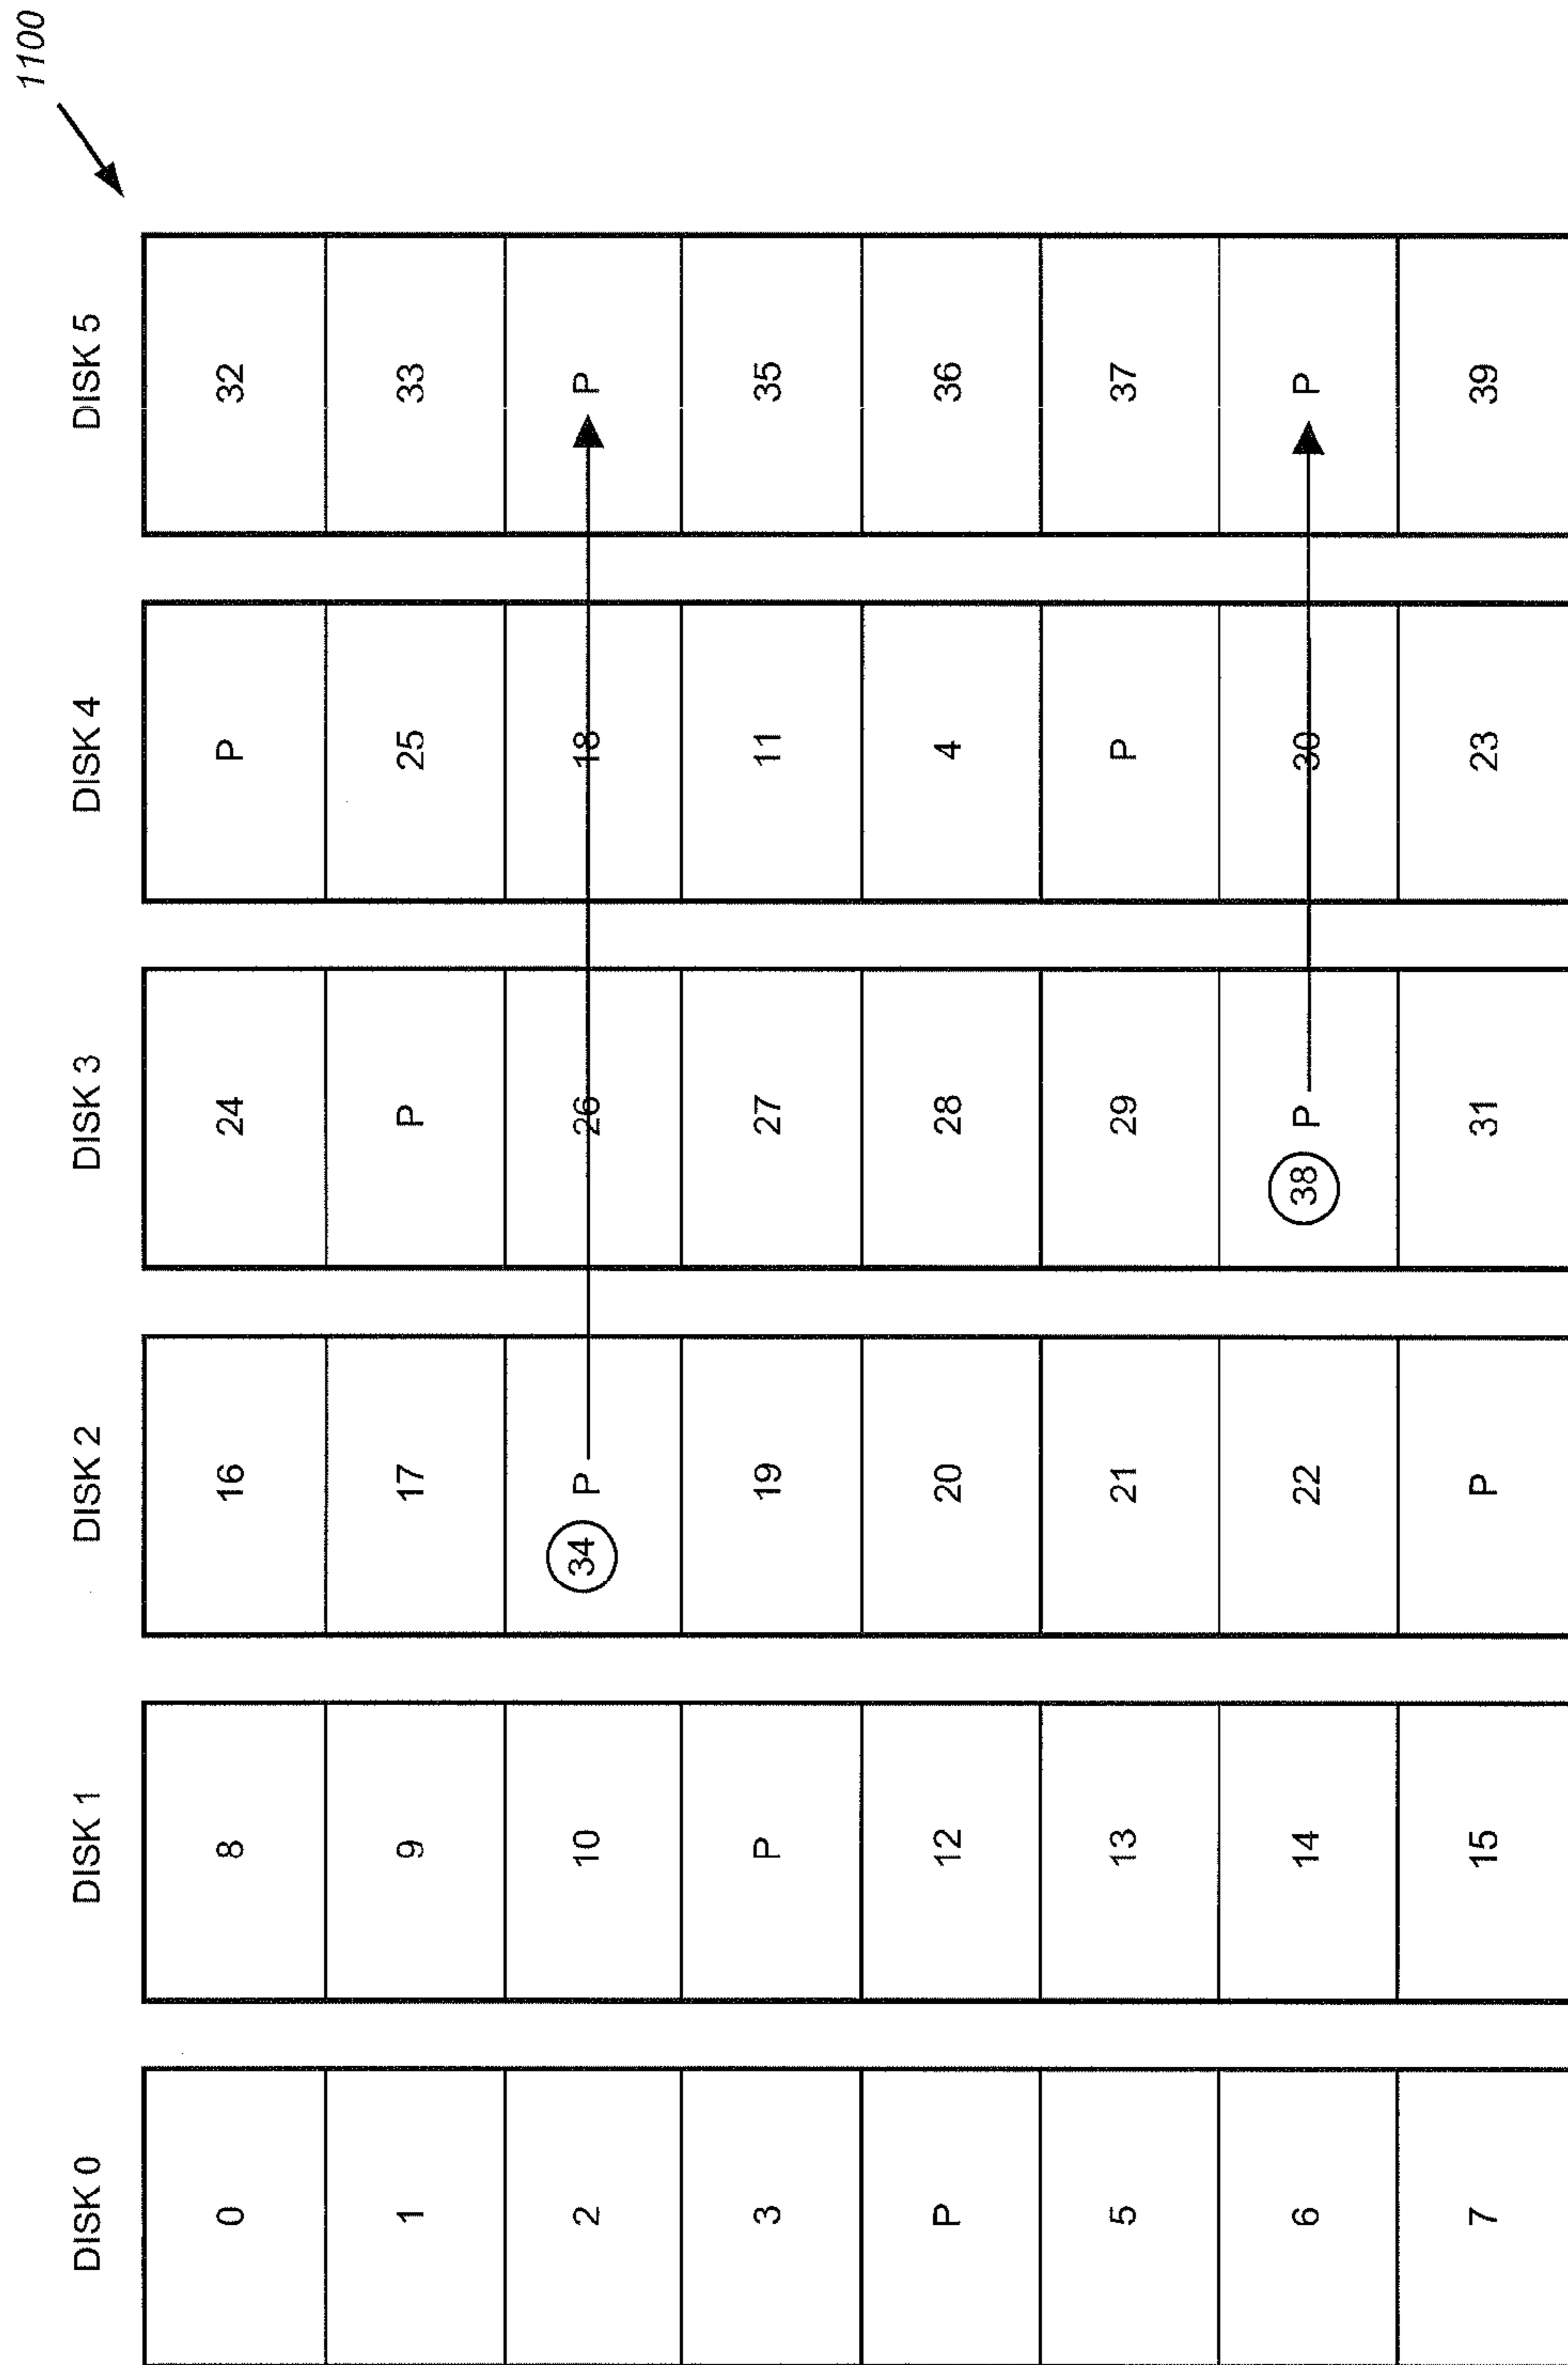 1100
DISK 0 DISK 1 DISK 2 DISK 3 DISK 4 DISK 5
0 8 16 24 P 32
1 9 17 P 25 33
2 10 34 P 26 18 P
3 P 19 27 11 35
P 12 20 28 4 36
5 13 21 29 P 37
6 14 22 38 P 30 P
7 15 P 31 23 39